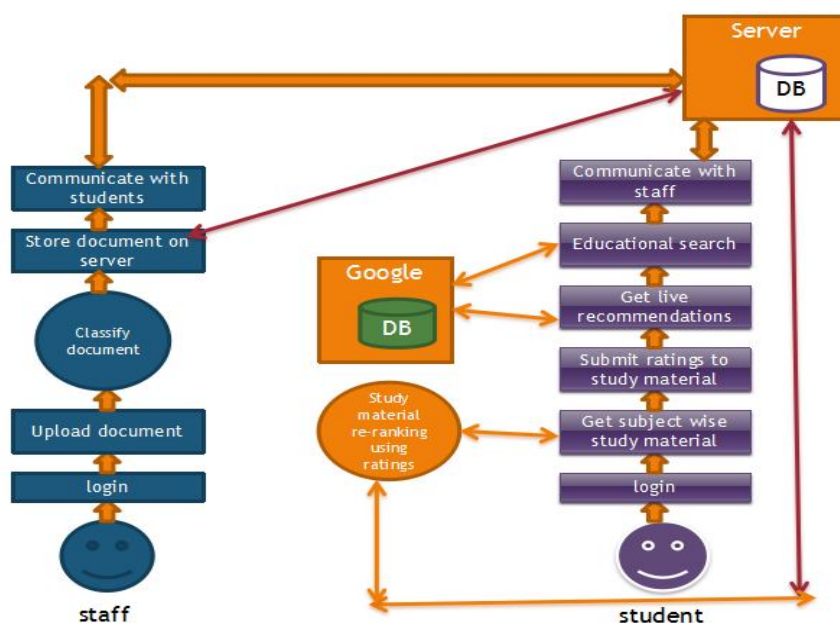 Server
DB
Communicate with
students
Store document on
server
Classify
document
Upload document
login
staff
Google
DB
Study
material
re-ranking
using
ratings
Communicate with
staff
Educational search
Get live
recommendations
Submit ratings to
study material
Get subject wise
study material
login
student